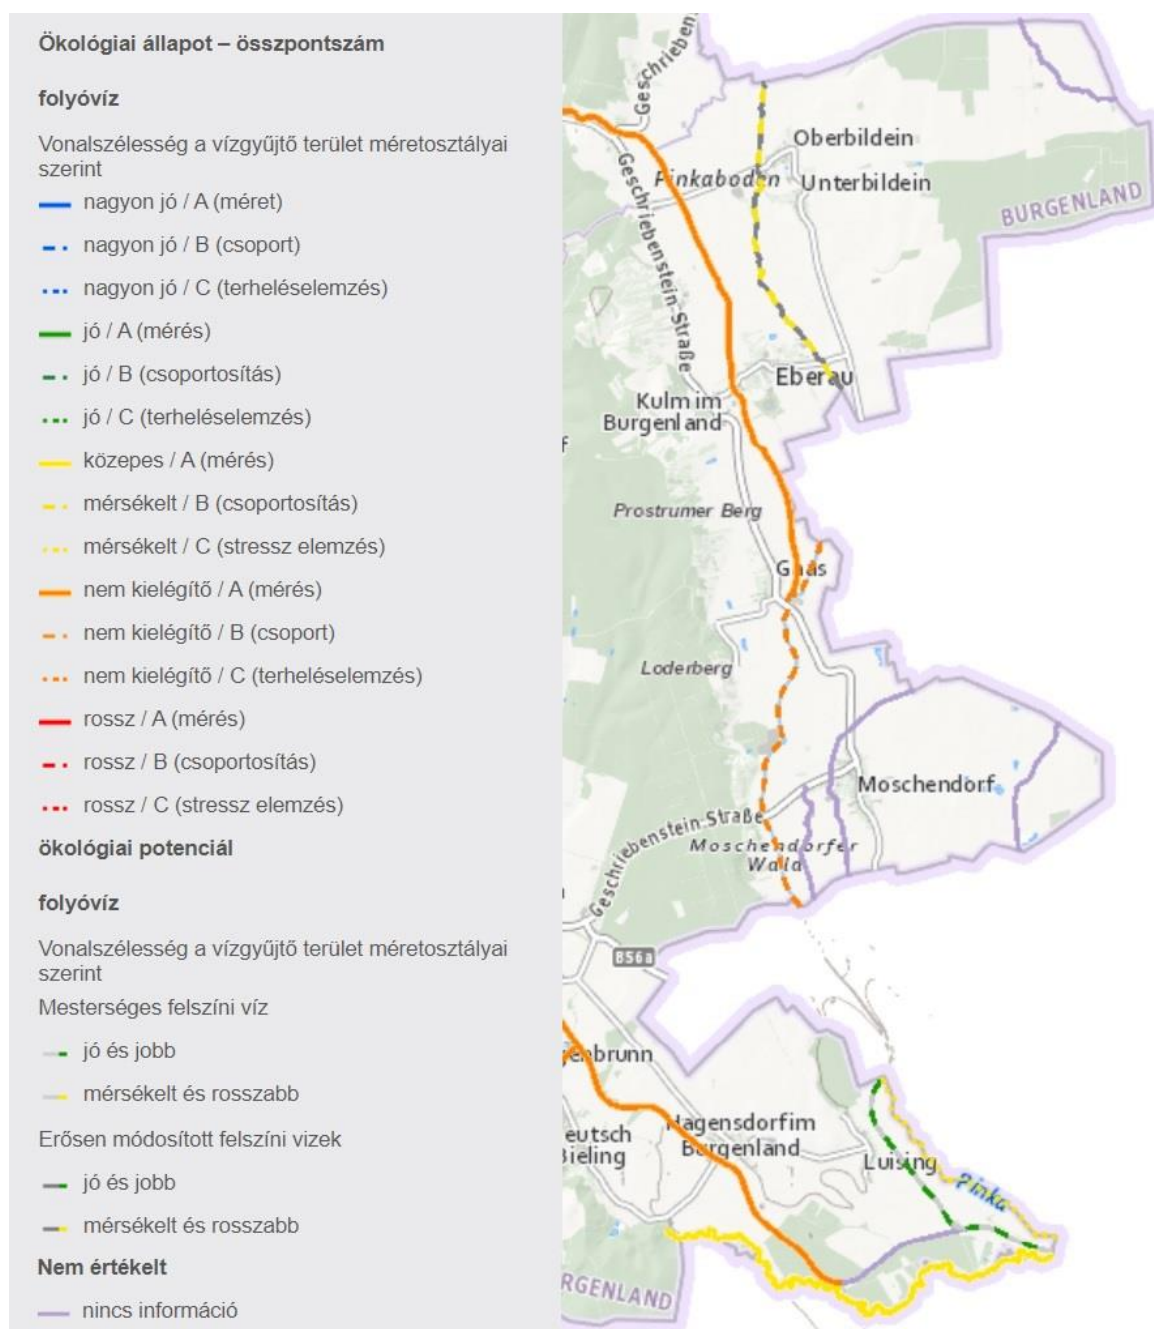 Ökológiai állapot – összpontszám
folyóvíz
Vonalszélesség a vízgyűjtő terület méretosztályai
szerint
nagyon jó / A (méret)
nagyon jó / B (csoport)
nagyon jó / C (terheléselemzés)
jó / A (mérés)
jó / B (csoportosítás)
jó / C (terheléselemzés)
közepes / A (mérés)
mérsékelt / B (csoportosítás)
mérsékelt / C (stressz elemzés)
nem kielégítő / A (mérés)
nem kielégítő / B (csoport)
nem kielégítő / C (terheléselemzés)
rossz / A (mérés)
rossz / B (csoportosítás)
rossz / C (stressz elemzés)
ökológiai potenciál
folyóvíz
Vonalszélesség a vízgyűjtő terület méretosztályai
szerint
Mesterséges felszíni víz
jó és jobb
mérsékelt és rosszabb
Erősen módosított felszíni vizek
jó és jobb
mérsékelt és rosszabb
Nem értékelt
nincs információ
Geschrieben
Oberbildein
Pinkaboden
Unterbildein
BURGENLAND
Geschriebenstein-Straße
Eberau
Kulm im
Burgenland
f
Prostrumer Berg
Gaas
Loderberg
Moschendorf
Geschriebenstein-Straße
Moschendorfer
Wald
B56a
enbrunn
Hagensdorf im
Burgenland
eutsch
Bieling
Luising
Pinka
RGENLAND